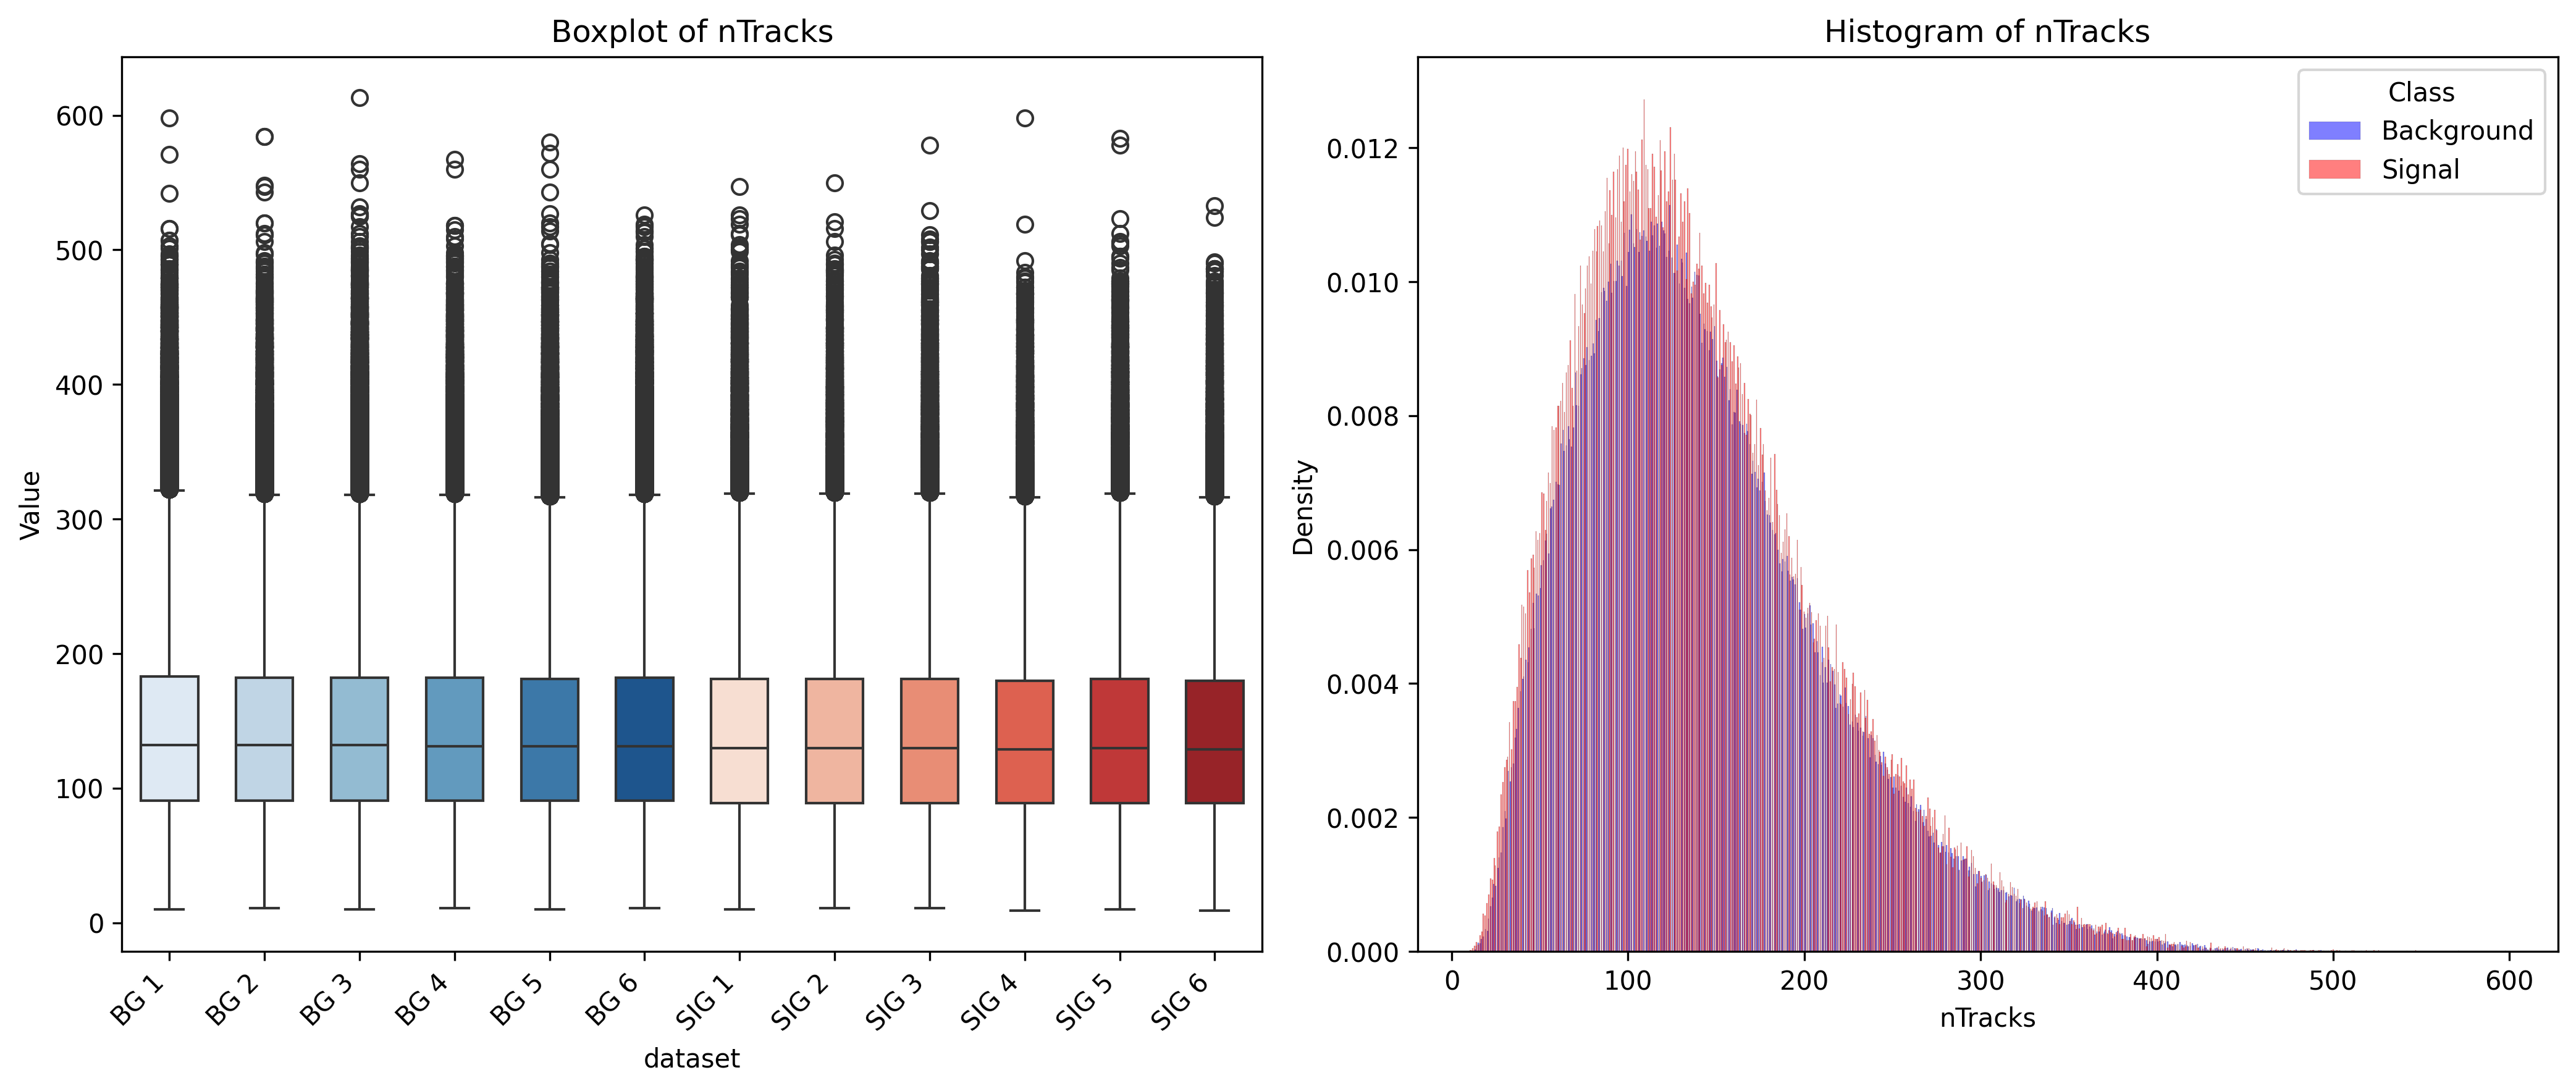 Boxplot of nTracks
Value
600
500
400
300
200
100
0
BG 1
BG 2
BG 3
BG 4
BG 5
BG 6
SIG 1
SIG 2
SIG 3
SIG 4
SIG 5
SIG 6
dataset
Histogram of nTracks
Class
Background
Signal
Density
0.012
0.010
0.008
0.006
0.004
0.002
0.000
0
100
200
300
400
500
600
nTracks